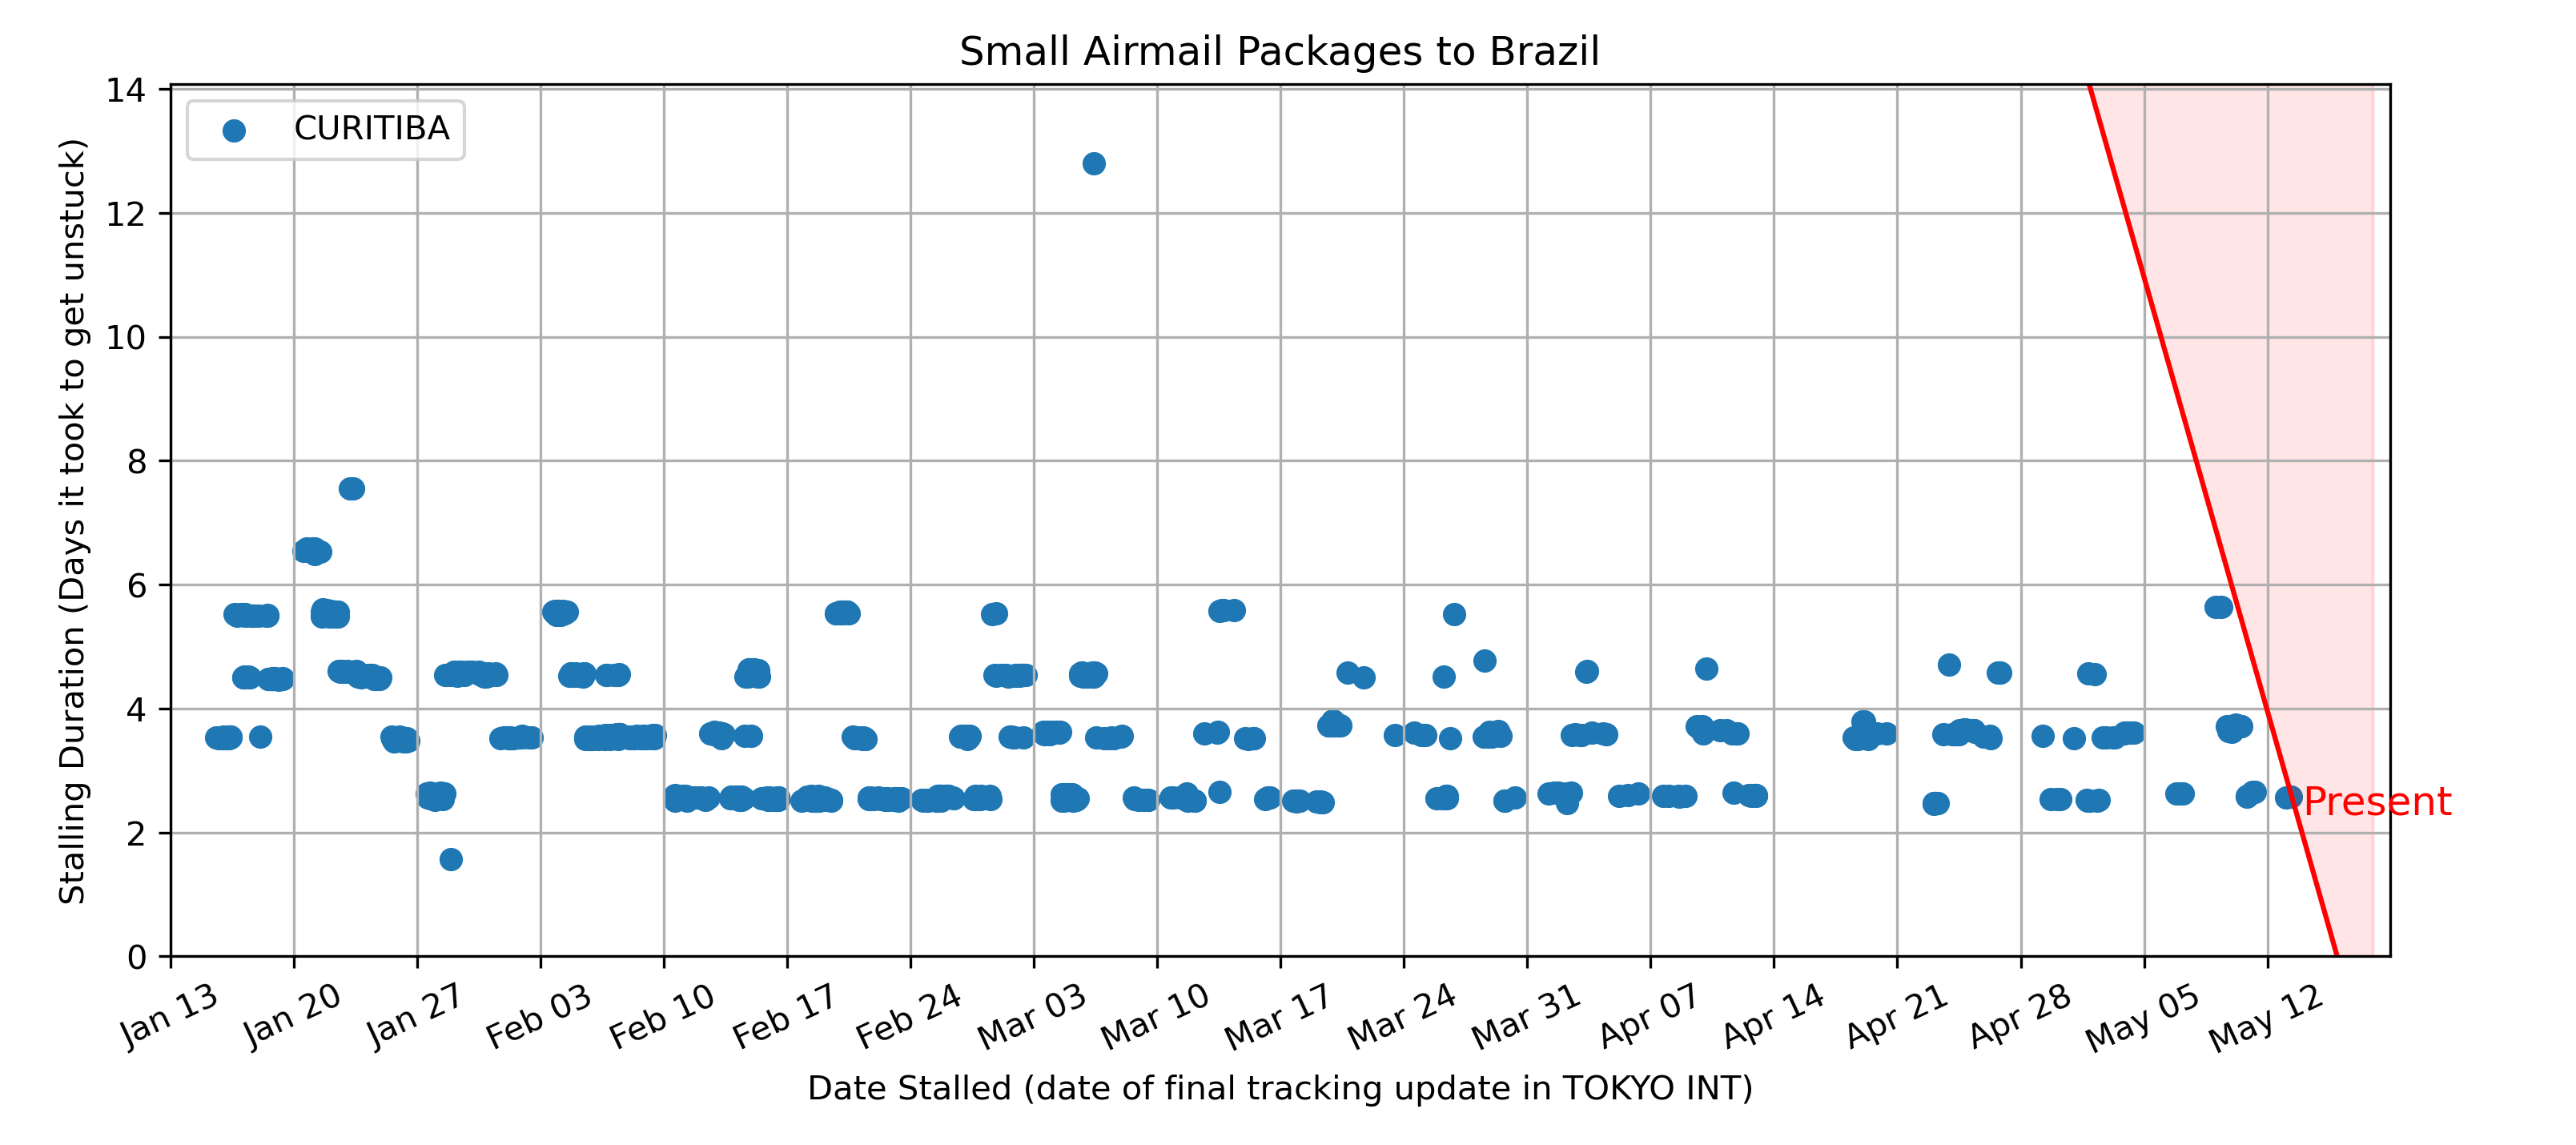 Small Airmail Packages to Brazil
CURITIBA
Stalling Duration (Days it took to get unstuck)
14
12
10
8
6
4
2
0
Present
Jan 13
Jan 20
Jan 27
Feb 03
Feb 10
Feb 17
Feb 24
Mar 03
Mar 10
Mar 17
Mar 24
Mar 31
Apr 07
Apr 14
Apr 21
Apr 28
May 05
May 12
Date Stalled (date of final tracking update in TOKYO INT)